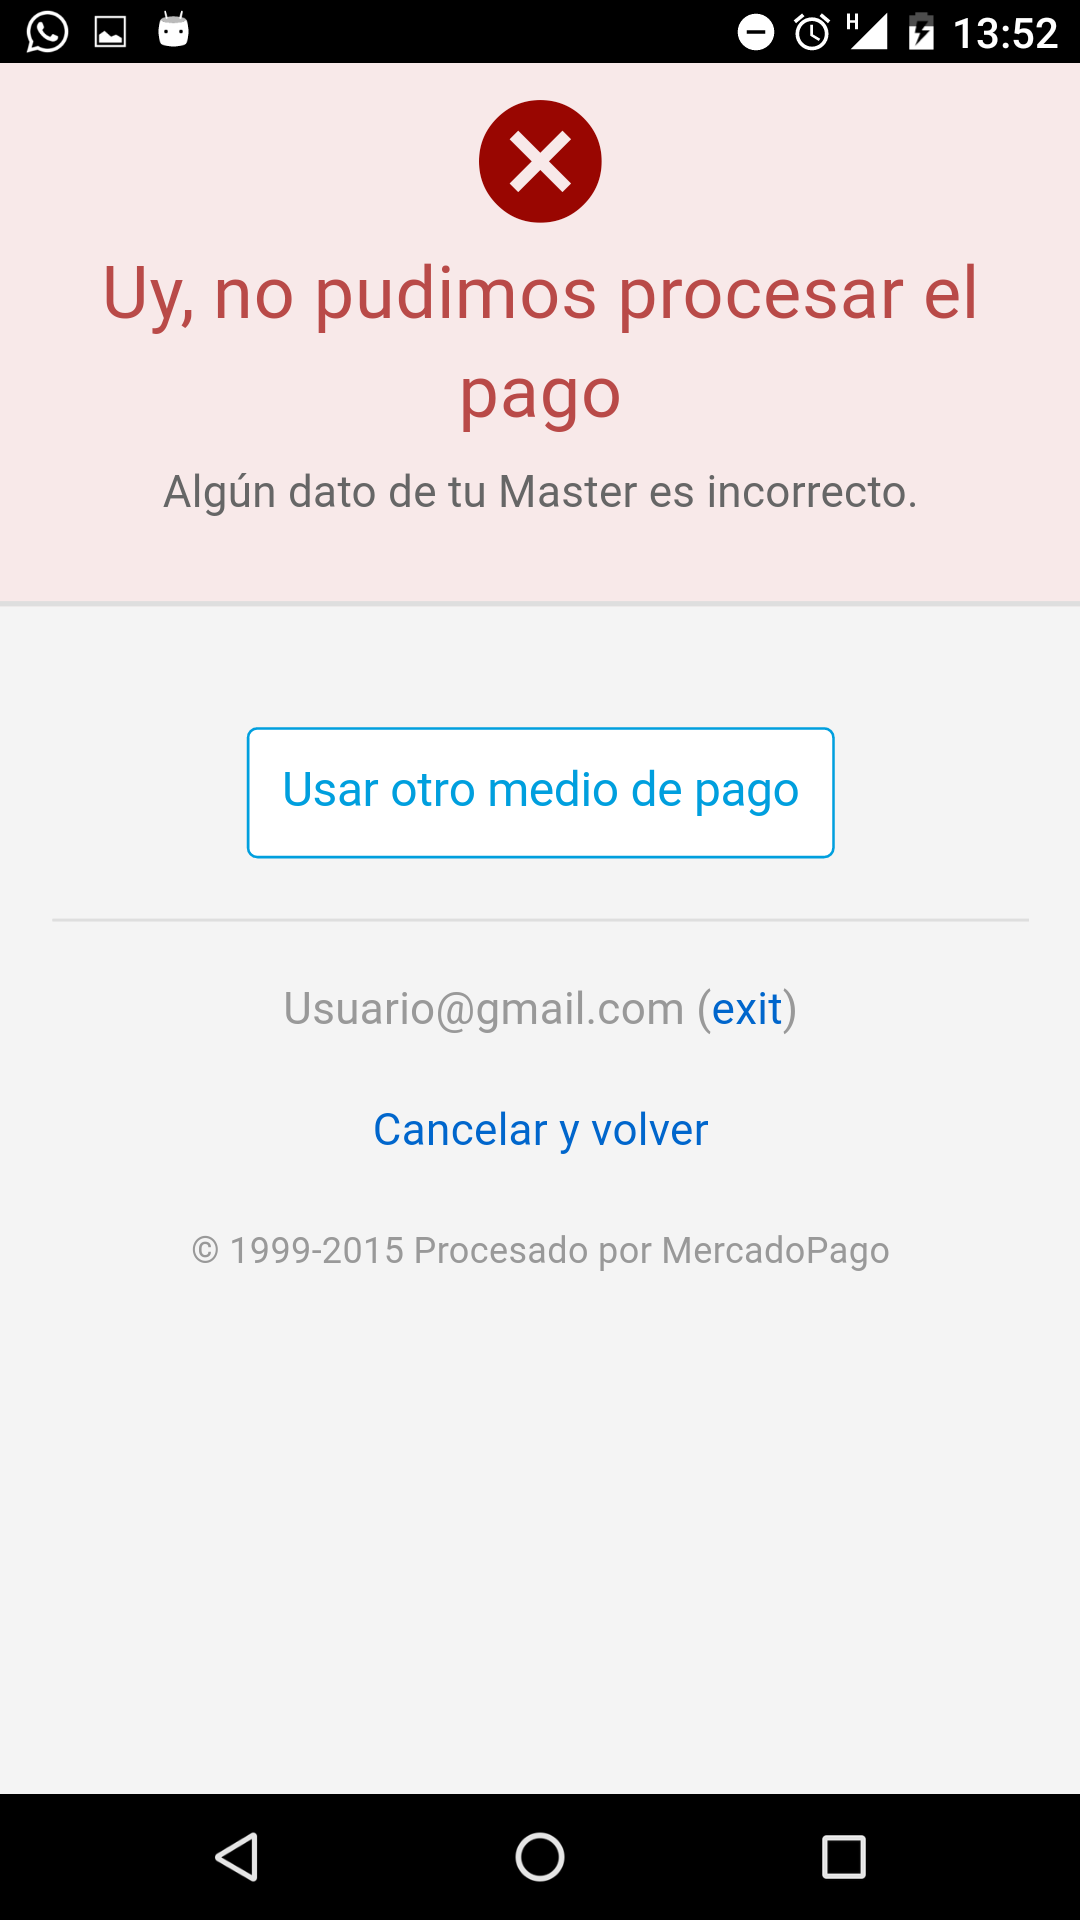 H 13:52
Uy, no pudimos procesar el
pago
Algún dato de tu Master es incorrecto.
Usar otro medio de pago
Usuario@gmail.com (exit)
Cancelar y volver
© 1999-2015 Procesado por MercadoPago